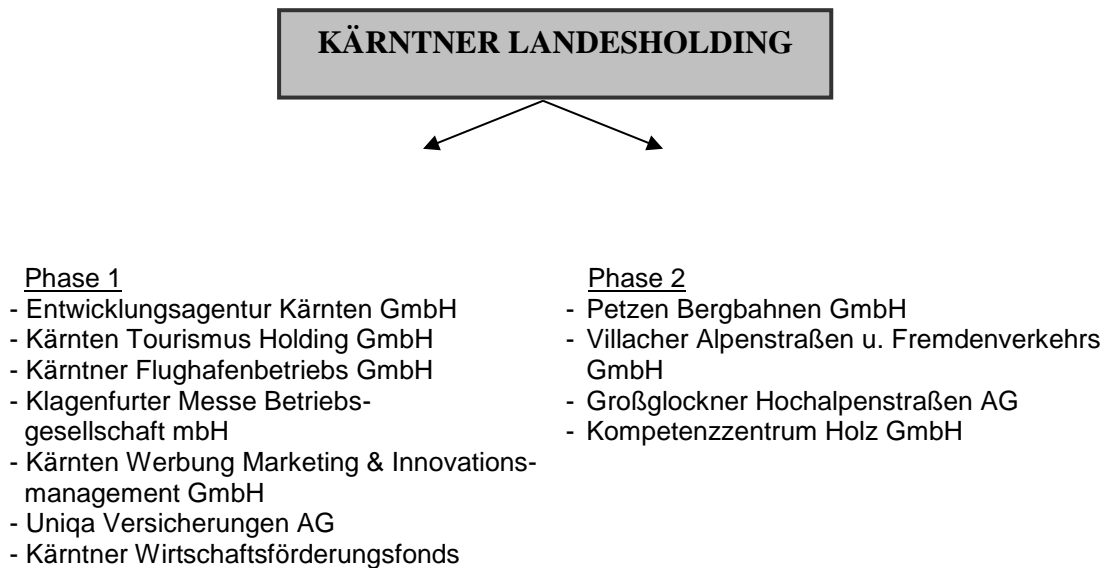 KÄRNTNER LANDESHOLDING
Phase 1
- Entwicklungsagentur Kärnten GmbH
- Kärnten Tourismus Holding GmbH
- Kärntner Flughafenbetriebs GmbH
- Klagenfurter Messe Betriebs-
gesellschaft mbH
- Kärnten Werbung Marketing & Innovations-
management GmbH
- Uniqa Versicherungen AG
- Kärntner Wirtschaftsförderungsfonds
Phase 2
- Petzen Bergbahnen GmbH
- Villacher Alpenstraßen u. Fremdenverkehrs
GmbH
- Großglockner Hochalpenstraßen AG
- Kompetenzzentrum Holz GmbH